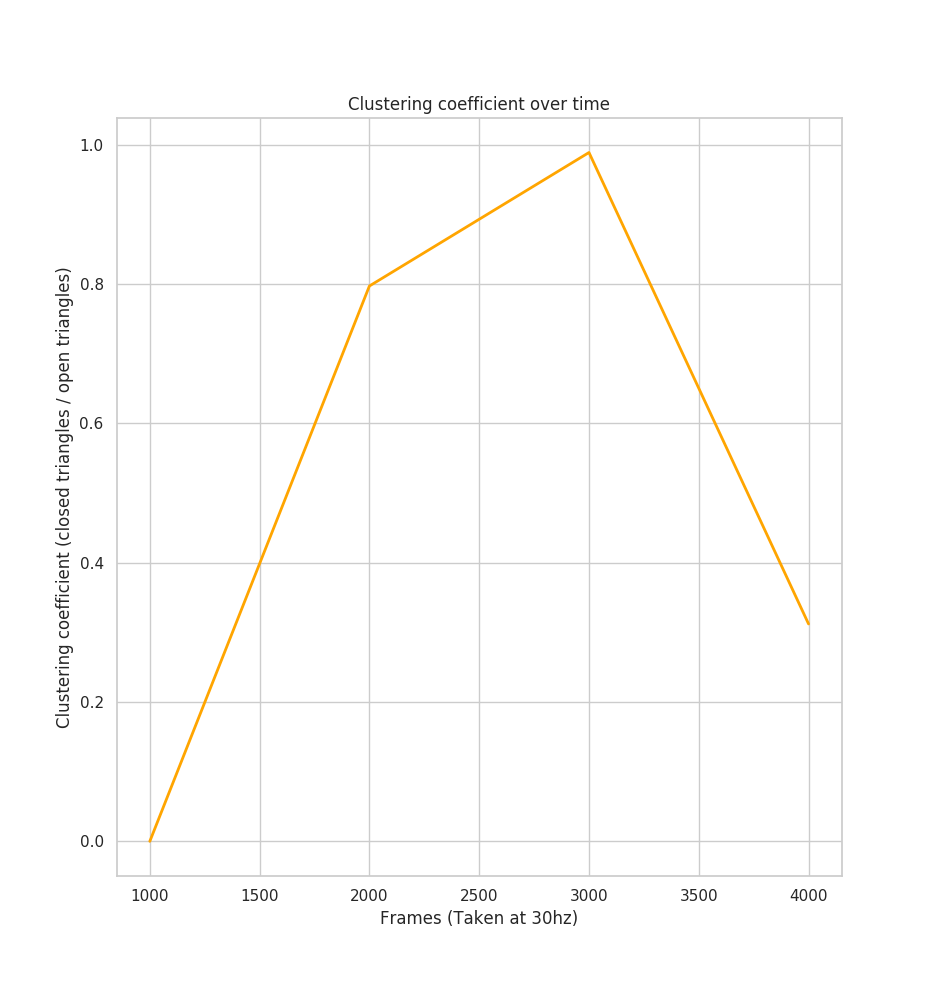 Clustering coefficient over time
Clustering coefficient (closed triangles / open triangles)
1.0
0.8
0.6
0.4
0.2
0.0
1000 1500 2000 2500 3000 3500 4000
Frames (Taken at 30hz)